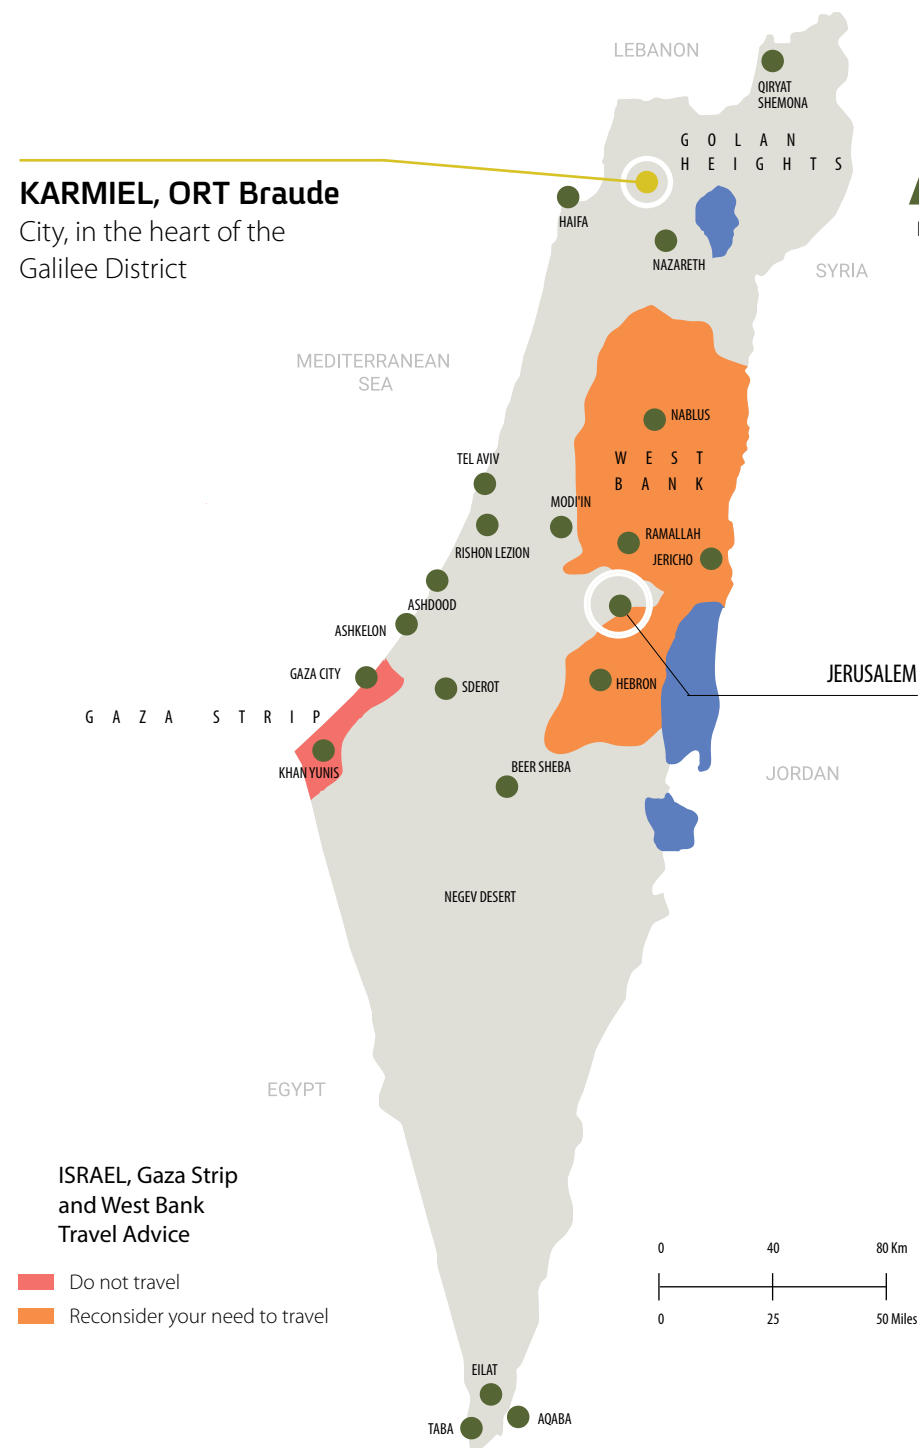 LEBANON
QIRYAT
SHEMONA
G O L A N
H E I G H T S
KARMIEL, ORT Braude
City, in the heart of the
Galilee District
HAIFA
NAZARETH
SYRIA
MEDITERRANEAN
SEA
NABLUS
W E S T
B A N K
TEL AVIV
MODI'IN
RISHON LEZION
RAMALLAH
JERICHO
ASHDOOD
ASHKELON
GAZA CITY
SDEROT
HEBRON
JERUSALEM
G A Z A S T R I P
KHAN YUNIS
BEER SHEBA
JORDAN
NEGEV DESERT
EGYPT
ISRAEL, Gaza Strip
and West Bank
Travel Advice
Do not travel
Reconsider your need to travel
0 40 80 Km
0 25 50 Miles
EILAT
TABA
AQABA